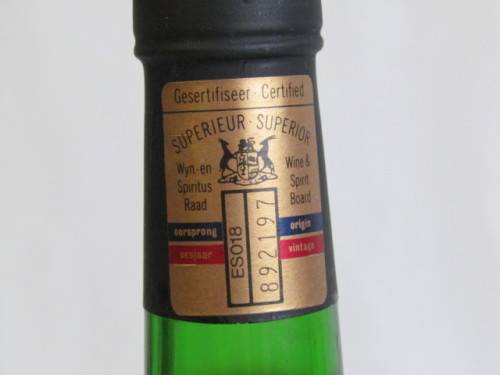 Gesertifiseer · Certified
SUPERIEUR · SUPERIOR
Wyn-en
Spiritus
Raad
Wine &
Spirit
Board
oorsprong
origin
oesjaar
vintage
ES018
892197